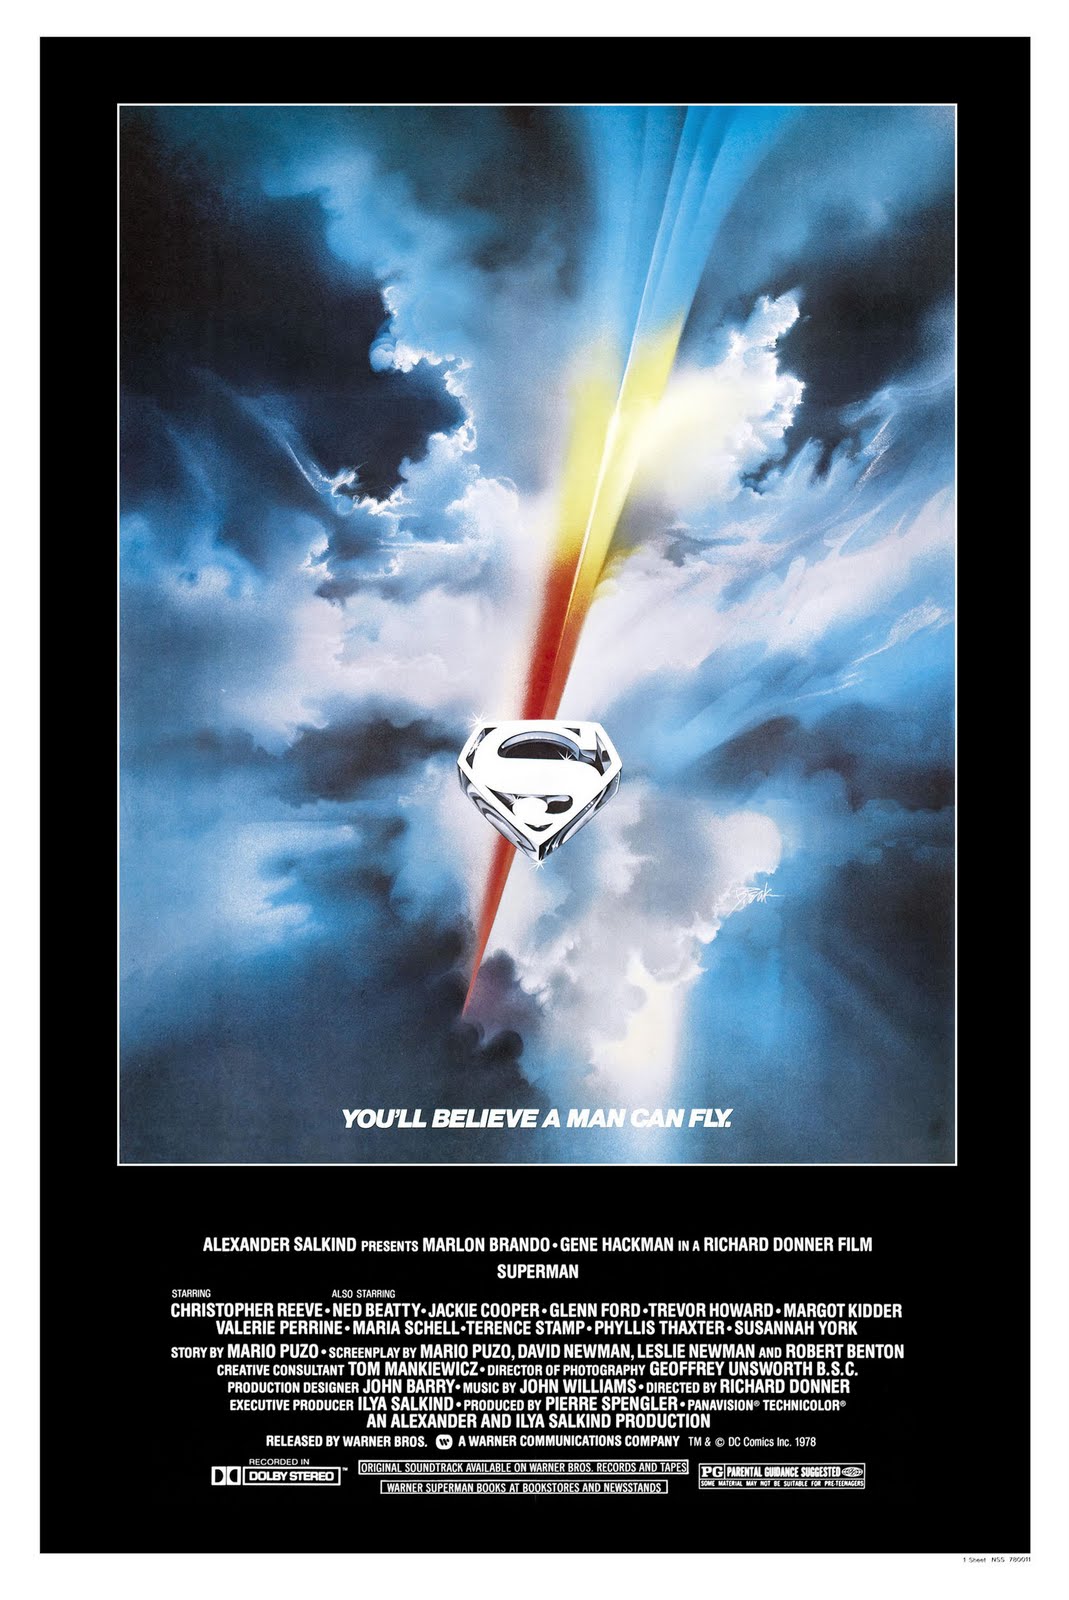 Peak
YOU'LL BELIEVE A MAN CAN FLY.
ALEXANDER SALKIND PRESENTS MARLON BRANDO • GENE HACKMAN IN A RICHARD DONNER FILM
SUPERMAN
STARRING ALSO STARRING
CHRISTOPHER REEVE • NED BEATTY • JACKIE COOPER • GLENN FORD • TREVOR HOWARD • MARGOT KIDDER
VALERIE PERRINE • MARIA SCHELL • TERENCE STAMP • PHYLLIS THAXTER • SUSANNAH YORK
STORY BY MARIO PUZO • SCREENPLAY BY MARIO PUZO, DAVID NEWMAN, LESLIE NEWMAN AND ROBERT BENTON
CREATIVE CONSULTANT TOM MANKIEWICZ • DIRECTOR OF PHOTOGRAPHY GEOFFREY UNSWORTH B.S.C.
PRODUCTION DESIGNER JOHN BARRY • MUSIC BY JOHN WILLIAMS • DIRECTED BY RICHARD DONNER
EXECUTIVE PRODUCER ILYA SALKIND • PRODUCED BY PIERRE SPENGLER • PANAVISION® TECHNICOLOR®
AN ALEXANDER AND ILYA SALKIND PRODUCTION
RELEASED BY WARNER BROS. A WARNER COMMUNICATIONS COMPANY TM & © DC Comics Inc. 1978
RECORDED IN
DOLBY STEREO ™
ORIGINAL SOUNDTRACK AVAILABLE ON WARNER BROS. RECORDS AND TAPES
WARNER SUPERMAN BOOKS AT BOOKSTORES AND NEWSSTANDS
PG PARENTAL GUIDANCE SUGGESTED
SOME MATERIAL MAY NOT BE SUITABLE FOR PRE-TEENAGERS
1 Sheet NSS 780011